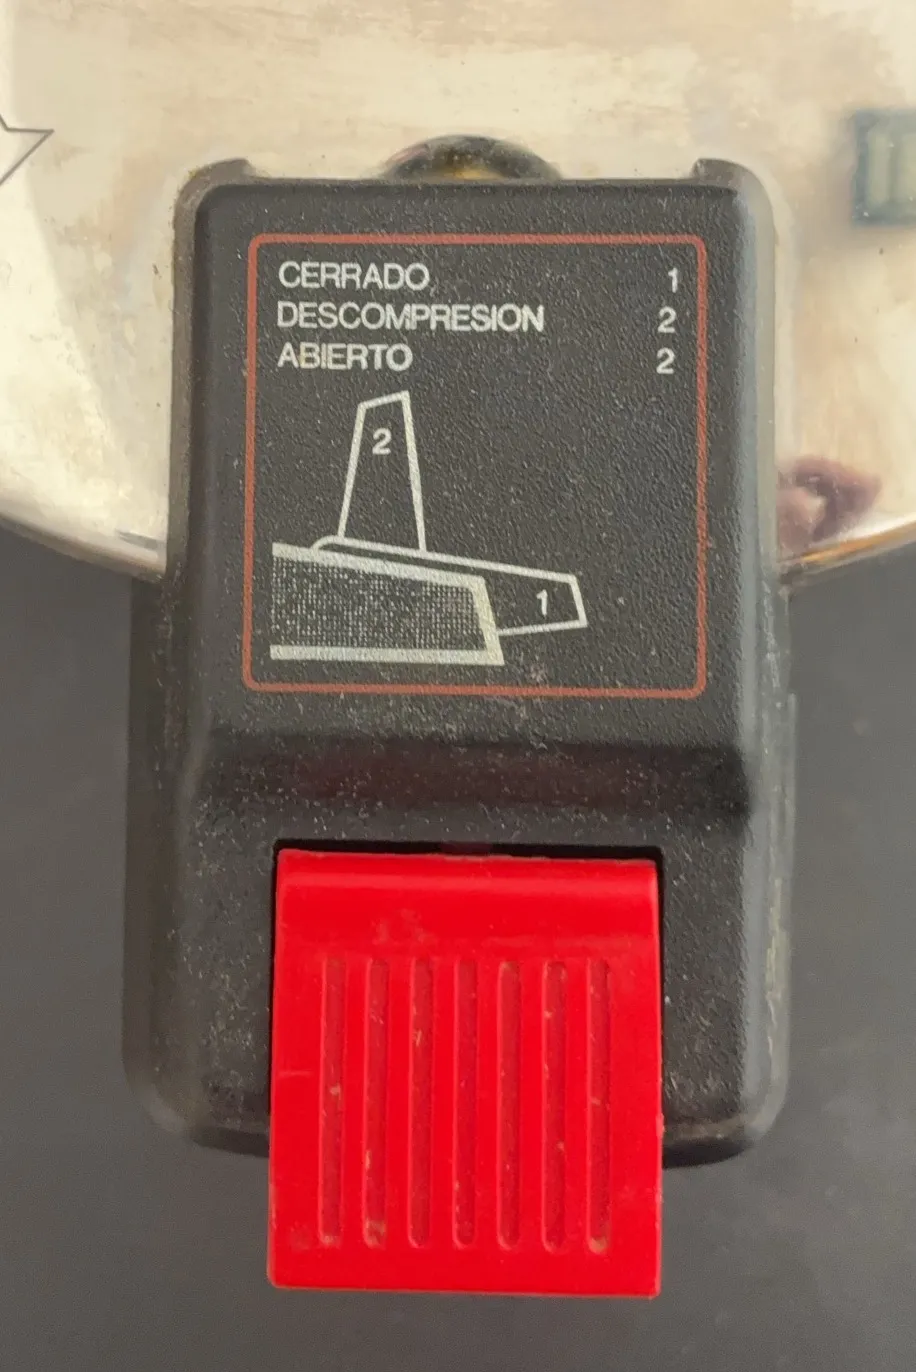 CERRADO 1
DESCOMPRESION 2
ABIERTO 2
2
1